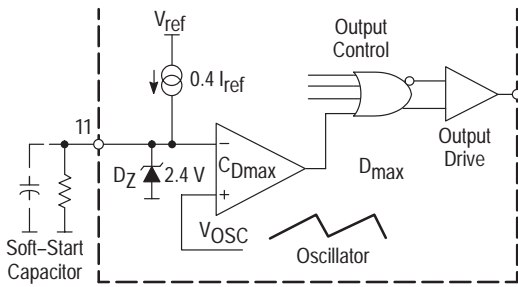 Vref
0.4 Iref
Output
Control
11
DZ
2.4 V
−
CDmax
+
VOSC
Dmax
Output
Drive
Oscillator
Soft–Start
Capacitor